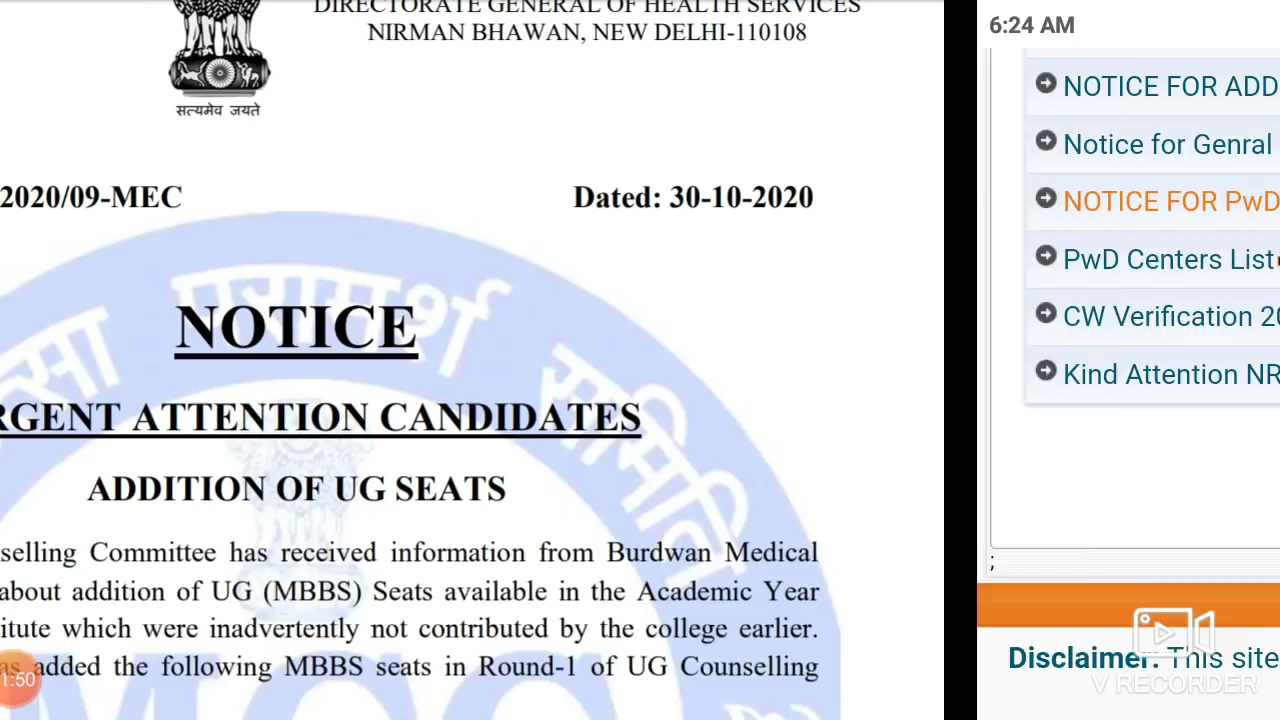 DIRECTORATE GENERAL OF HEALTH SERVICES
NIRMAN BHAWAN, NEW DELHI-110108
सत्यमेव जयते
2020/09-MEC
Dated: 30-10-2020
परामर्श समिति
NOTICE
RGENT ATTENTION CANDIDATES
ADDITION OF UG SEATS
selling Committee has received information from Burdwan Medical
about addition of UG (MBBS) Seats available in the Academic Year
itute which were inadvertently not contributed by the college earlier.
as added the following MBBS seats in Round-1 of UG Counselling
MCC
1:50
6:24 AM
NOTICE FOR ADD
Notice for Genral
NOTICE FOR PwD
PwD Centers List
CW Verification 20
Kind Attention NR
;
Disclaimer: This site
V RECORDER